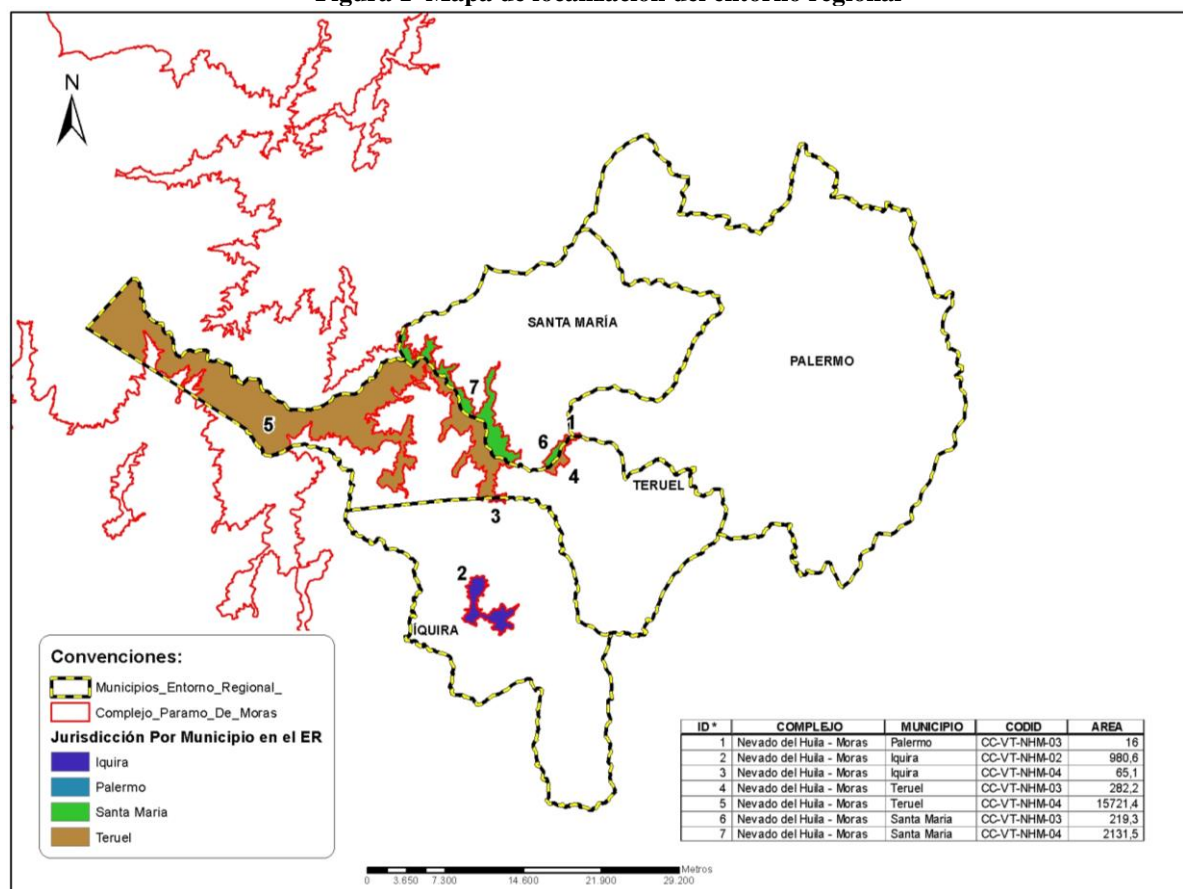 N
SANTA MARÍA
PALERMO
7
5
1
6
4
TERUEL
3
2
ÍQUIRA
Convenciones:
Municipios_Entorno_Regional_
Complejo_Paramo_De_Moras
Jurisdicción Por Municipio en el ER
Iquira
Palermo
Santa Maria
Teruel
ID * COMPLEJO MUNICIPIO CODID AREA
1 Nevado del Huila - Moras Palermo CC-VT-NHM-03 16
2 Nevado del Huila - Moras Iquira CC-VT-NHM-02 980,6
3 Nevado del Huila - Moras Iquira CC-VT-NHM-04 65,1
4 Nevado del Huila - Moras Teruel CC-VT-NHM-03 282,2
5 Nevado del Huila - Moras Teruel CC-VT-NHM-04 15721,4
6 Nevado del Huila - Moras Santa Maria CC-VT-NHM-03 219,3
7 Nevado del Huila - Moras Santa Maria CC-VT-NHM-04 2131,5
Metros
0 3.650 7.300 14.600 21.900 29.200